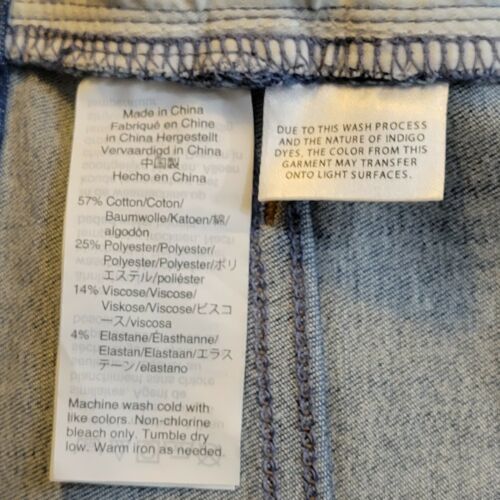 Made in China
Fabriqué en Chine
in China Hergestellt
Vervaardigd in China
中国製
Hecho en China
57% Cotton/Coton/
Baumwolle/Katoen/綿/
algodón
25% Polyester/Polyester/
Polyester/Polyester/ポリ
エステル/poliéster
14% Viscose/Viscose/
Viskose/Viscose/ビスコ
ース/viscosa
4% Elastane/Élasthanne/
Elastan/Elastaan/エラス
テーン/elastano
Machine wash cold with
like colors. Non-chlorine
bleach only. Tumble dry
low. Warm iron as needed.
DUE TO THIS WASH PROCESS
AND THE NATURE OF INDIGO
DYES, THE COLOR FROM THIS
GARMENT MAY TRANSFER
ONTO LIGHT SURFACES.